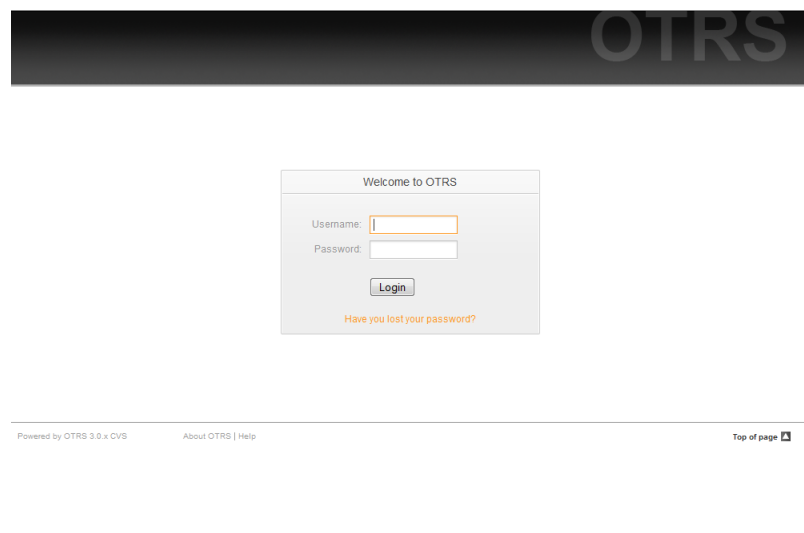 OTRS
Welcome to OTRS
Username:
Password:
Login
Have you lost your password?
Powered by OTRS 3.0.x CVS About OTRS | Help Top of page